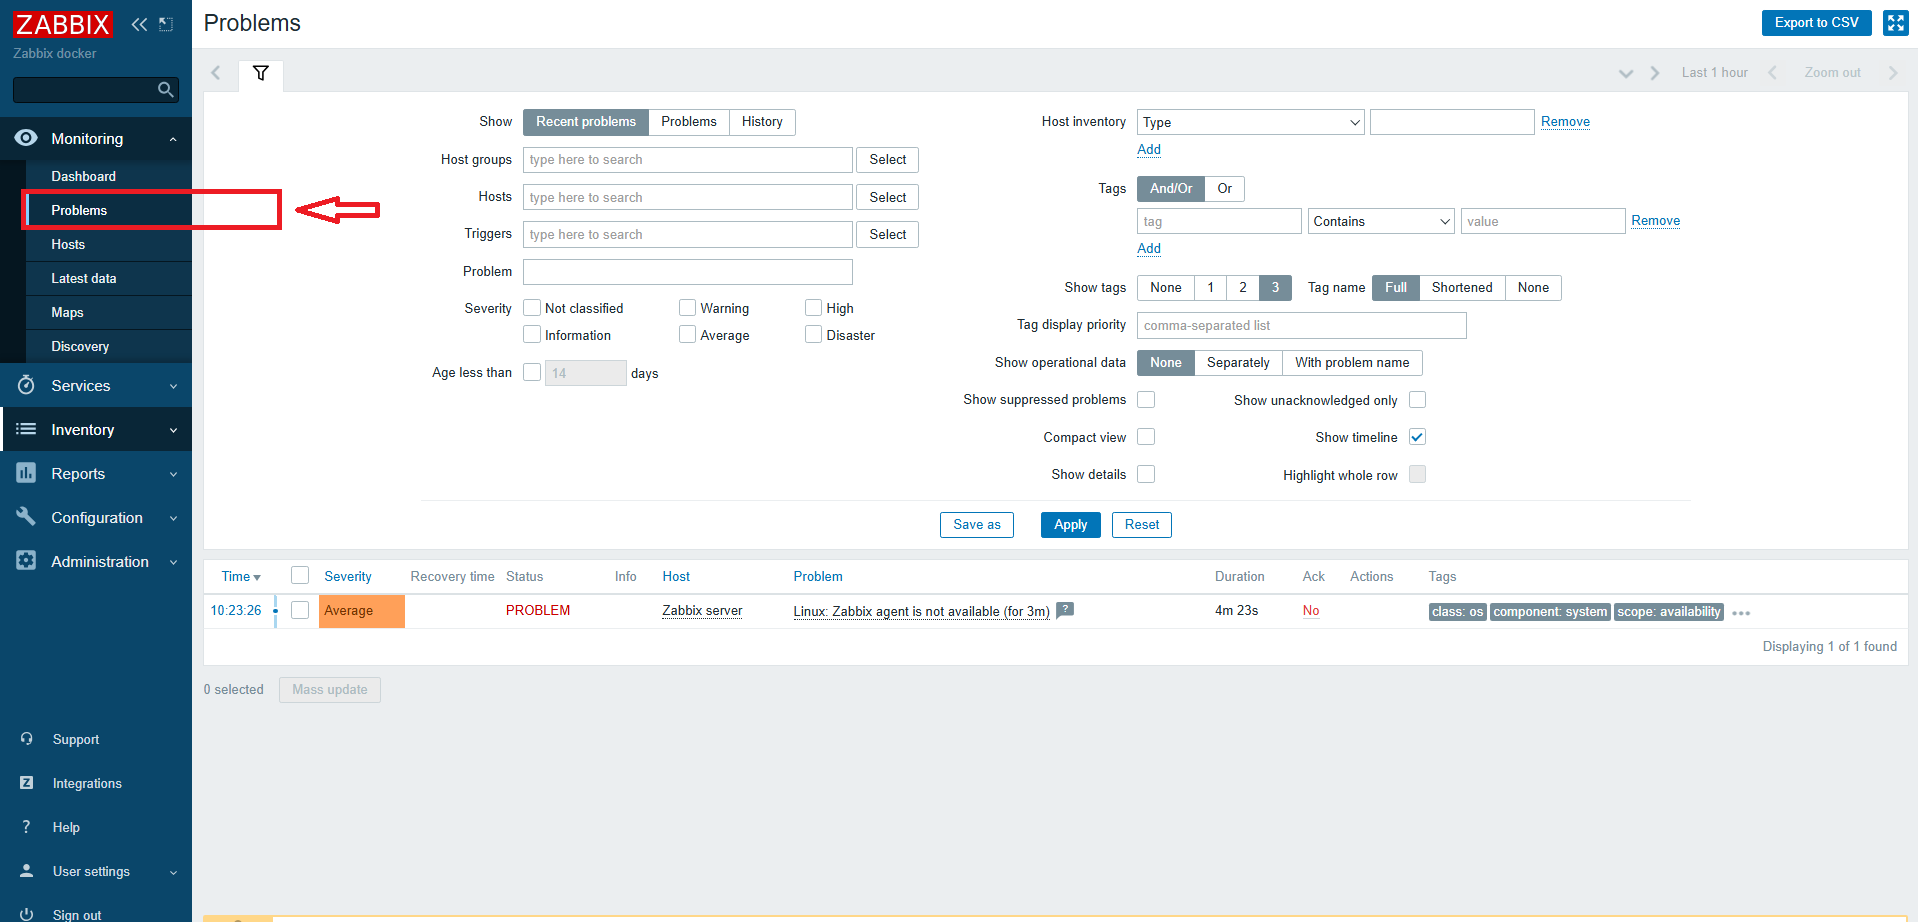 ZABBIX
Zabbix docker
Monitoring
Dashboard
Problems
Hosts
Latest data
Maps
Discovery
Services
Inventory
Reports
Configuration
Administration
Support
Integrations
Help
User settings
Sign out
Problems
Export to CSV
Last 1 hour
Zoom out
Show Recent problems Problems History
Host groups type here to search Select
Hosts type here to search Select
Triggers type here to search Select
Problem
Severity Not classified Warning High
Information Average Disaster
Age less than 14 days
Host inventory Type Remove
Add
Tags And/Or Or
tag Contains value Remove
Add
Show tags None 1 2 3 Tag name Full Shortened None
Tag display priority comma-separated list
Show operational data None Separately With problem name
Show suppressed problems Show unacknowledged only
Compact view Show timeline
Show details Highlight whole row
Save as Apply Reset
Time Severity Recovery time Status Info Host Problem Duration Ack Actions Tags
10:23:26 Average PROBLEM Zabbix server Linux: Zabbix agent is not available (for 3m) ? 4m 23s No class: os component: system scope: availability •••
Displaying 1 of 1 found
0 selected Mass update